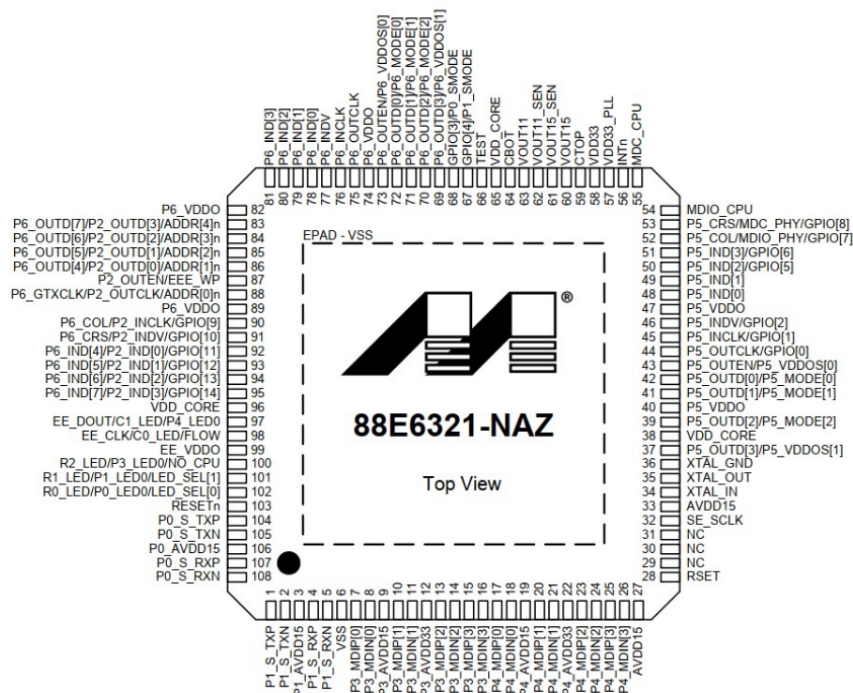 P6_IND[3]
P6_IND[2]
P6_IND[1]
P6_IND[0]
P6_INDV
P6_INCLK
P6_OUTCLK
P6_VDDO
P6_OUTEN/P6_VDDOS[0]
P6_OUTD[0]/P6_MODE[0]
P6_OUTD[1]/P6_MODE[1]
P6_OUTD[2]/P6_MODE[2]
P6_OUTD[3]/P6_VDDOS[1]
GPIO[3]/P0_SMODE
GPIO[4]/P1_SMODE
TEST
VDD_CORE
CBOT
VOUT11
VOUT11_SEN
VOUT15_SEN
VOUT15
CTOP
VDD33
VDD33_PLL
INTn
MDC_CPU
81 80 79 78 77 76 75 74 73 72 71 70 69 68 67 66 65 64 63 62 61 60 59 58 57 56 55
P6_VDDO 82
P6_OUTD[7]/P2_OUTD[3]/ADDR[4]n 83
P6_OUTD[6]/P2_OUTD[2]/ADDR[3]n 84
P6_OUTD[5]/P2_OUTD[1]/ADDR[2]n 85
P6_OUTD[4]/P2_OUTD[0]/ADDR[1]n 86
P2_OUTEN/EEE_WP 87
P6_GTXCLK/P2_OUTCLK/ADDR[0]n 88
P6_VDDO 89
P6_COL/P2_INCLK/GPIO[9] 90
P6_CRS/P2_INDV/GPIO[10] 91
P6_IND[4]/P2_IND[0]/GPIO[11] 92
P6_IND[5]/P2_IND[1]/GPIO[12] 93
P6_IND[6]/P2_IND[2]/GPIO[13] 94
P6_IND[7]/P2_IND[3]/GPIO[14] 95
VDD_CORE 96
EE_DOUT/C1_LED/P4_LED0 97
EE_CLK/C0_LED/FLOW 98
EE_VDDO 99
R2_LED/P3_LED0/NO_CPU 100
R1_LED/P1_LED0/LED_SEL[1] 101
R0_LED/P0_LED0/LED_SEL[0] 102
RESETn 103
P0_S_TXP 104
P0_S_TXN 105
P0_AVDD15 106
P0_S_RXP 107
P0_S_RXN 108
EPAD - VSS
®
88E6321-NAZ
Top View
54 MDIO_CPU
53 P5_CRS/MDC_PHY/GPIO[8]
52 P5_COL/MDIO_PHY/GPIO[7]
51 P5_IND[3]/GPIO[6]
50 P5_IND[2]/GPIO[5]
49 P5_IND[1]
48 P5_IND[0]
47 P5_VDDO
46 P5_INDV/GPIO[2]
45 P5_INCLK/GPIO[1]
44 P5_OUTCLK/GPIO[0]
43 P5_OUTEN/P5_VDDOS[0]
42 P5_OUTD[0]/P5_MODE[0]
41 P5_OUTD[1]/P5_MODE[1]
40 P5_VDDO
39 P5_OUTD[2]/P5_MODE[2]
38 VDD_CORE
37 P5_OUTD[3]/P5_VDDOS[1]
36 XTAL_GND
35 XTAL_OUT
34 XTAL_IN
33 AVDD15
32 SE_SCLK
31 NC
30 NC
29 NC
28 RSET
1 2 3 4 5 6 7 8 9 10 11 12 13 14 15 16 17 18 19 20 21 22 23 24 25 26 27
P1_S_TXP
P1_S_TXN
P1_AVDD15
P1_S_RXP
P1_S_RXN
VSS
P3_MDIP[0]
P3_MDIN[0]
P3_AVDD15
P3_MDIP[1]
P3_MDIN[1]
P3_AVDD33
P3_MDIP[2]
P3_MDIN[2]
P3_MDIP[3]
P3_MDIN[3]
P4_MDIP[0]
P4_MDIN[0]
P4_AVDD15
P4_MDIP[1]
P4_MDIN[1]
P4_AVDD33
P4_MDIP[2]
P4_MDIN[2]
P4_MDIP[3]
P4_MDIN[3]
AVDD15